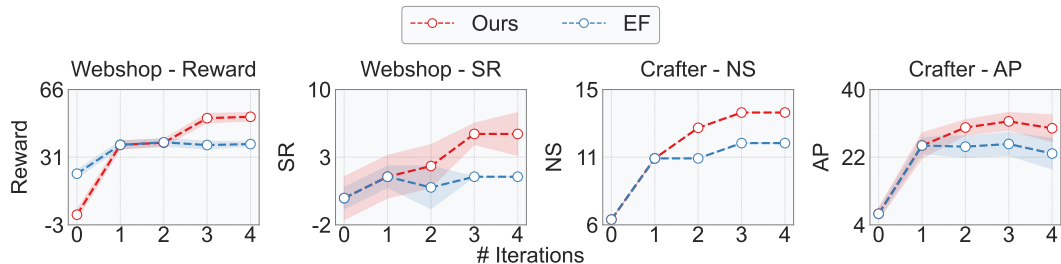 Ours EF
Webshop - Reward
Webshop - SR
Crafter - NS
Crafter - AP
Reward
66
31
-3
0 1 2 3 4
SR
10
3
-2
0 1 2 3 4
NS
15
11
6
0 1 2 3 4
AP
40
22
4
0 1 2 3 4
# Iterations